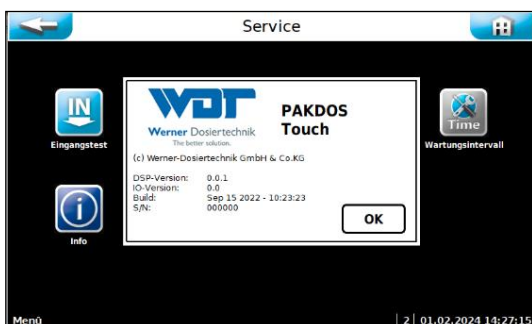 Service
IN
Eingangstest
WDT
Werner Dosiertechnik
The better solution.
PAKDOS
Touch
(c) Werner-Dosiertechnik GmbH & Co.KG
DSP-Version: 0.0.1
IO-Version: 0.0
Build: Sep 15 2022 - 10:23:23
S/N: 000000
OK
Time
Wartungsintervall
i
Info
Menü
2 01.02.2024 14:27:15